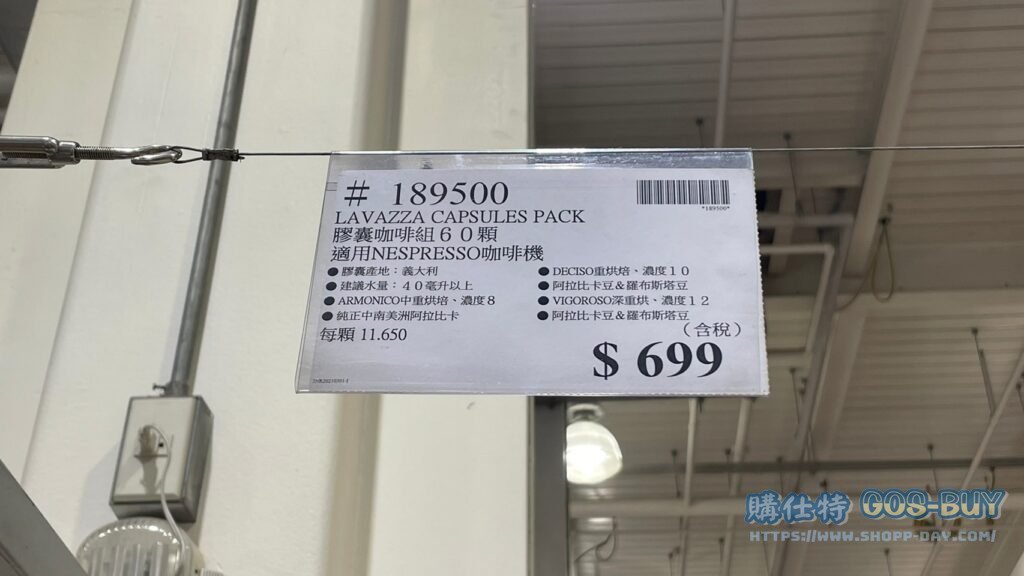 # 189500
*189500*
LAVAZZA CAPSULES PACK
膠囊咖啡組６０顆
適用NESPRESSO咖啡機
●膠囊產地：義大利
●建議水量：４０毫升以上
●ARMONICO中重烘焙、濃度８
●純正中南美洲阿拉比卡
●DECISO重烘焙、濃度１０
●阿拉比卡豆＆羅布斯塔豆
●VIGOROSO深重烘、濃度１２
●阿拉比卡豆＆羅布斯塔豆
每顆 11.650
（含稅）
$ 699
購仕特 GOS-BUY
HTTPS://WWW.SHOPP-DAY.COM/